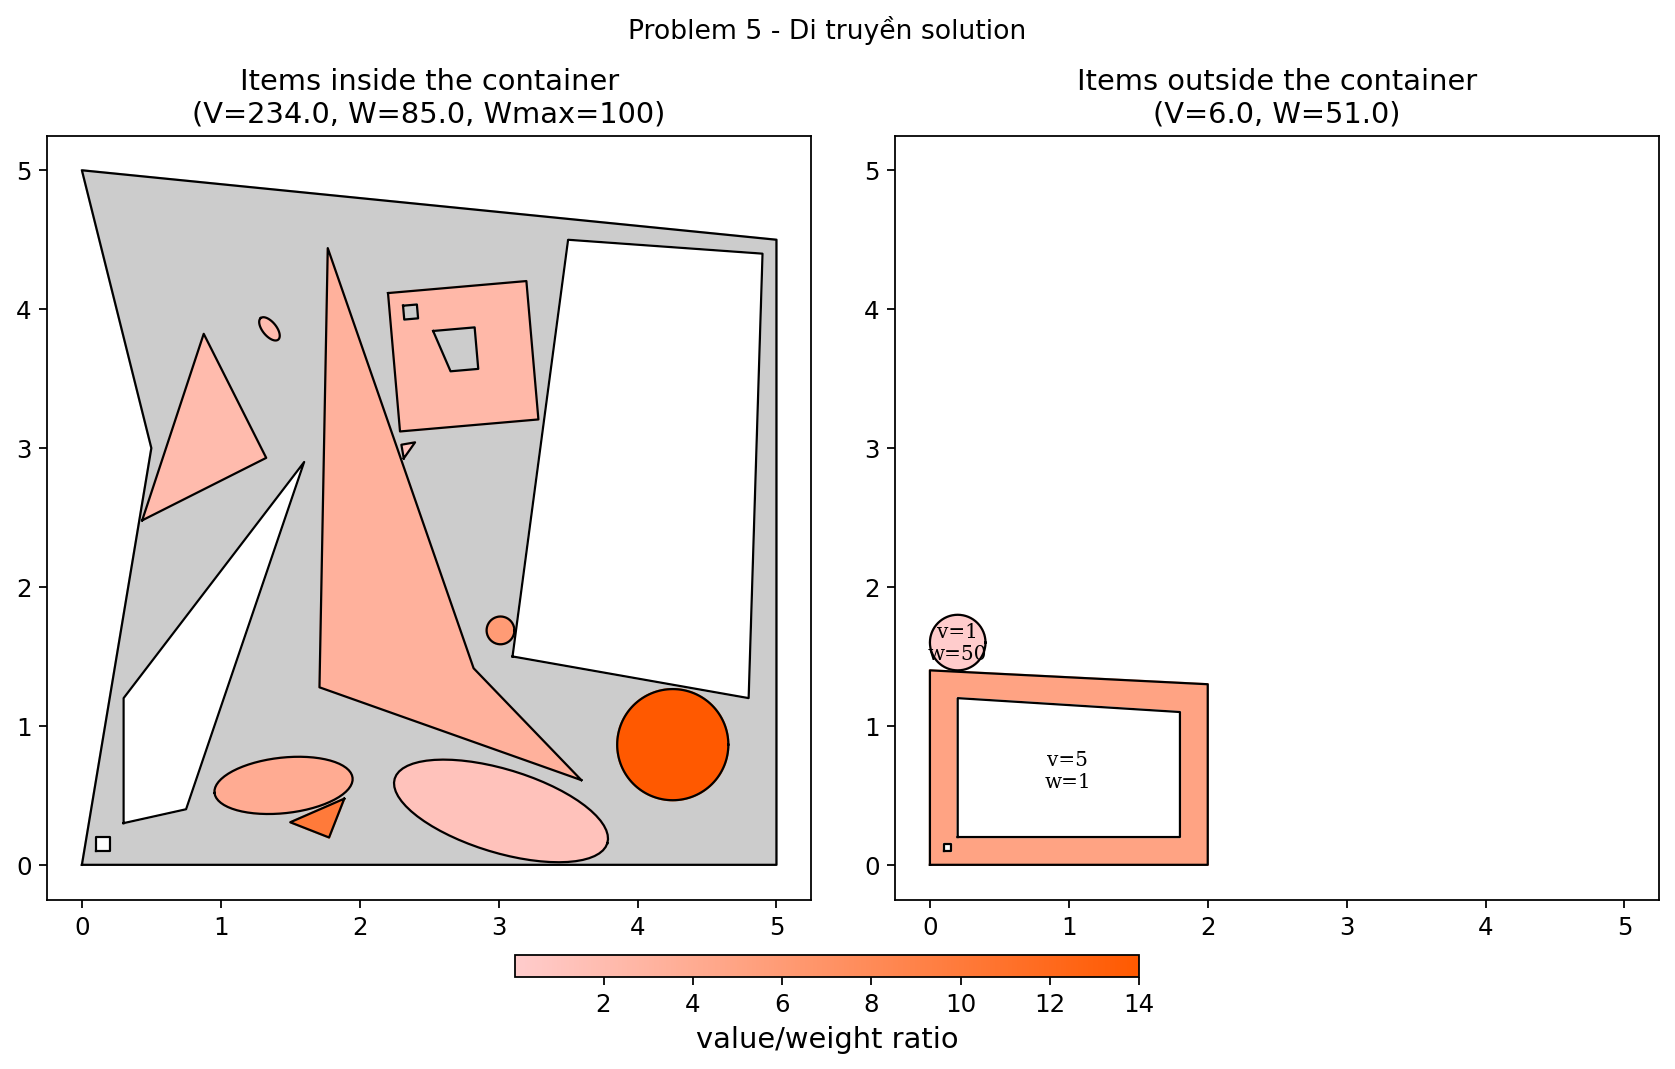 Problem 5 - Di truyền solution
Items inside the container
(V=234.0, W=85.0, Wmax=100)
Items outside the container
(V=6.0, W=51.0)
5
4
3
2
1
0
0 1 2 3 4 5
5
4
3
2
1
0
v=1
w=50
v=5
w=1
0 1 2 3 4 5
2 4 6 8 10 12 14
value/weight ratio